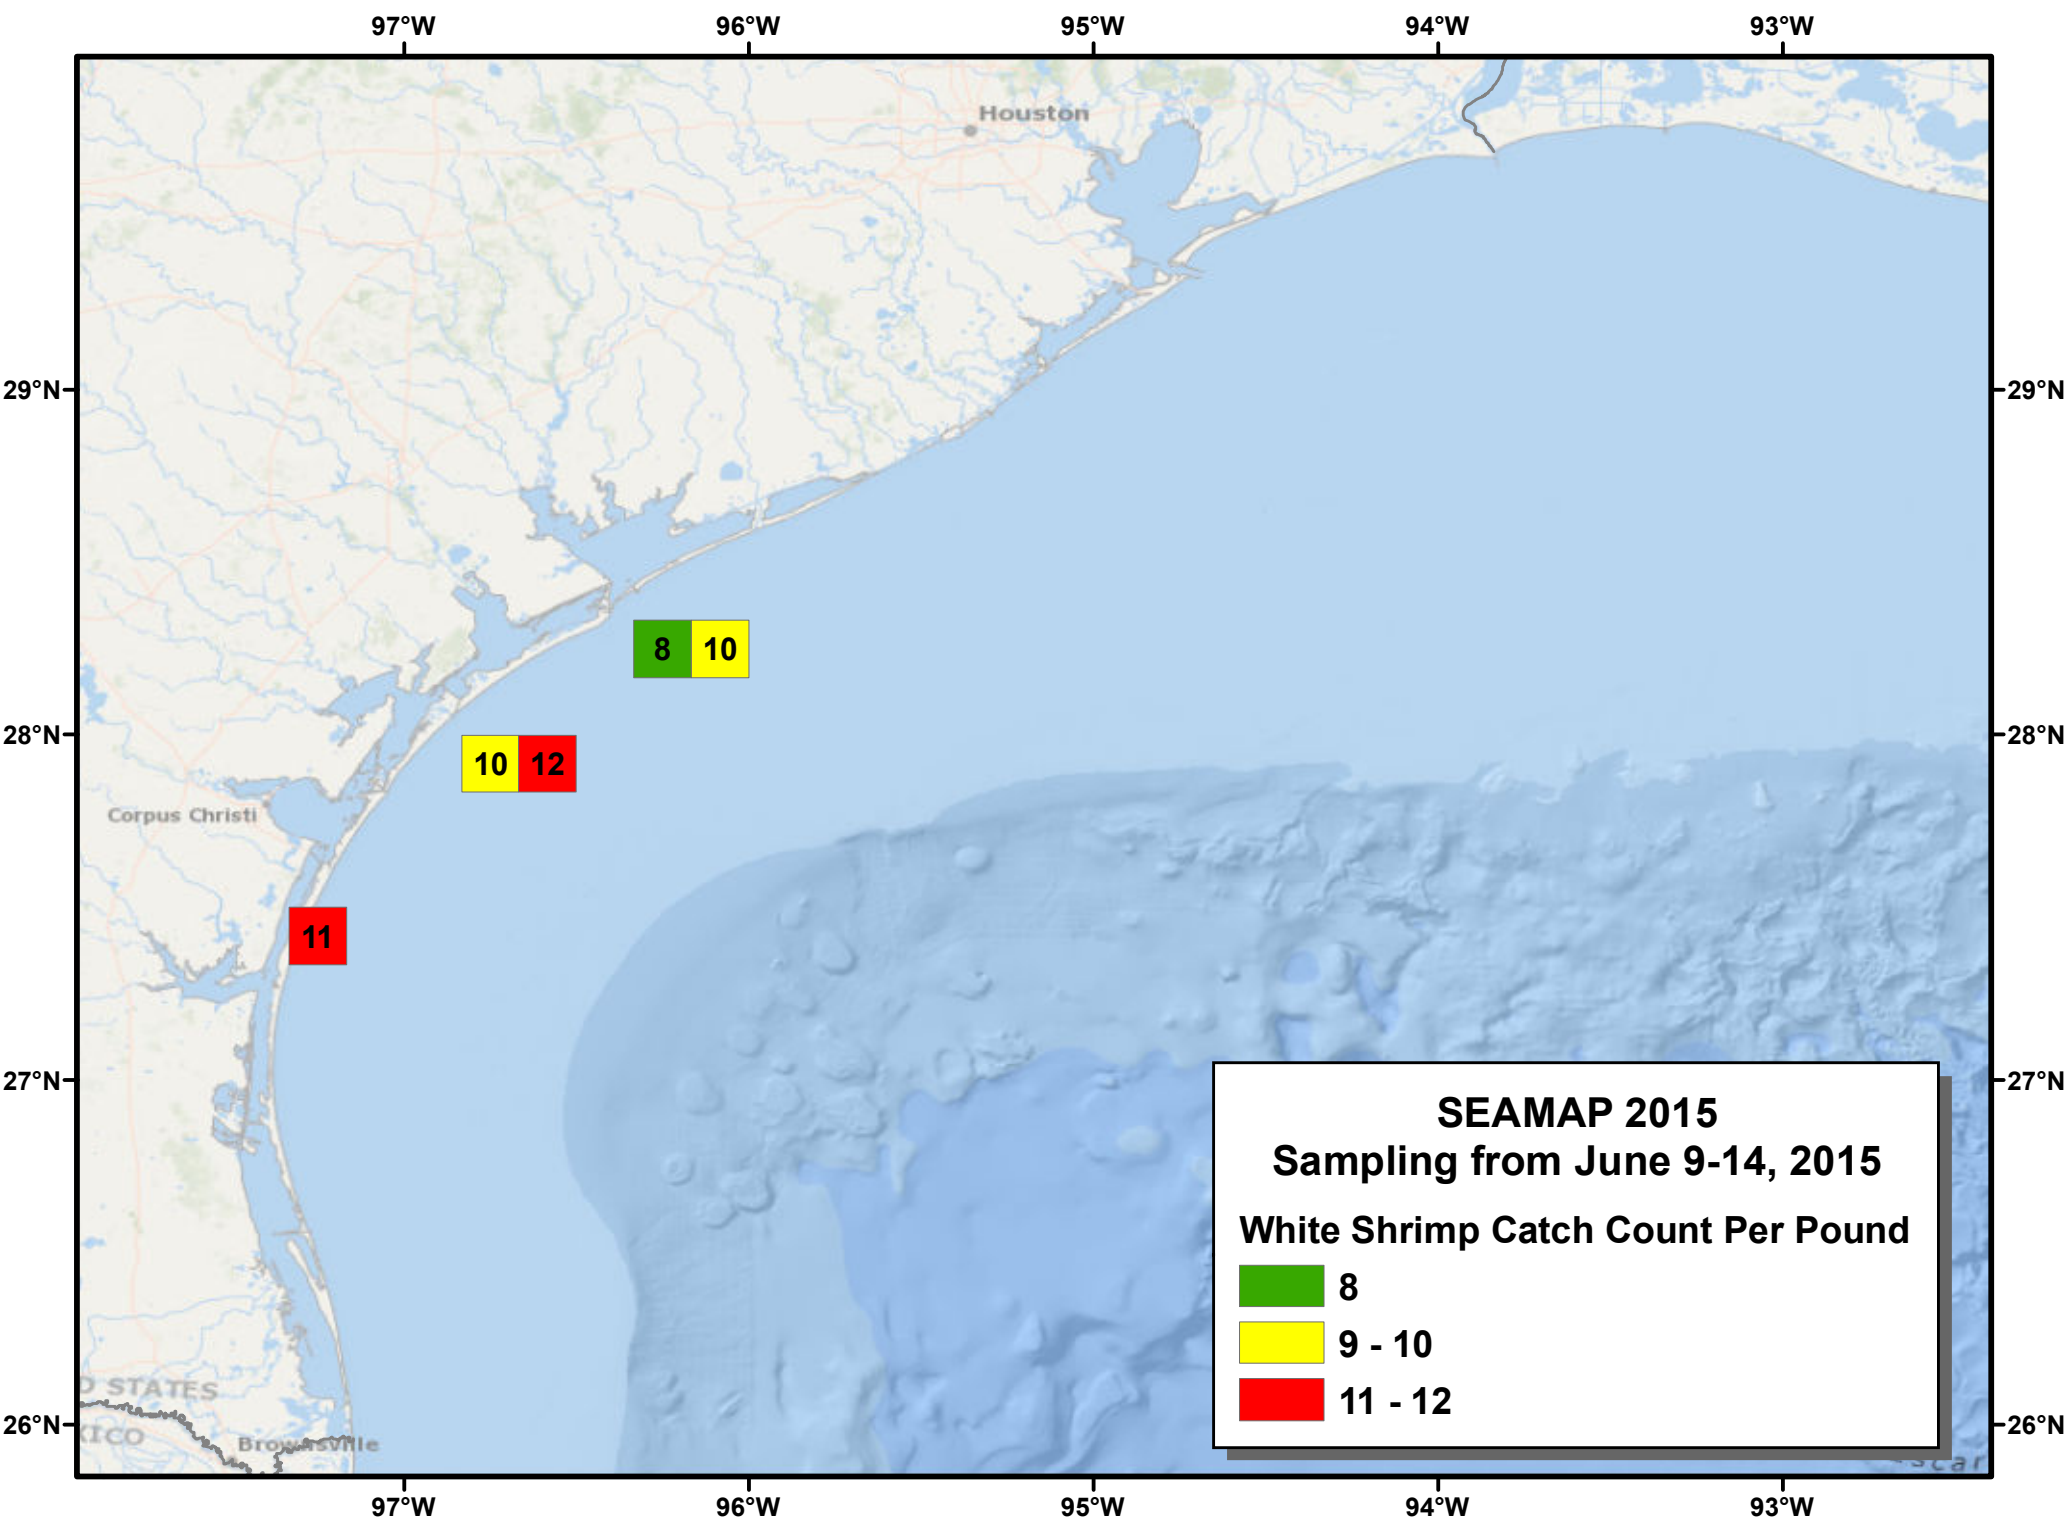 97°W 96°W 95°W 94°W 93°W
Houston
29°N 29°N
8 10
28°N 28°N
10 12
Corpus Christi
11
27°N 27°N
SEAMAP 2015
Sampling from June 9-14, 2015
White Shrimp Catch Count Per Pound
8
9 - 10
11 - 12
D STATES
26°N 26°N
XICO
Brownsville
97°W 96°W 95°W 94°W 93°W